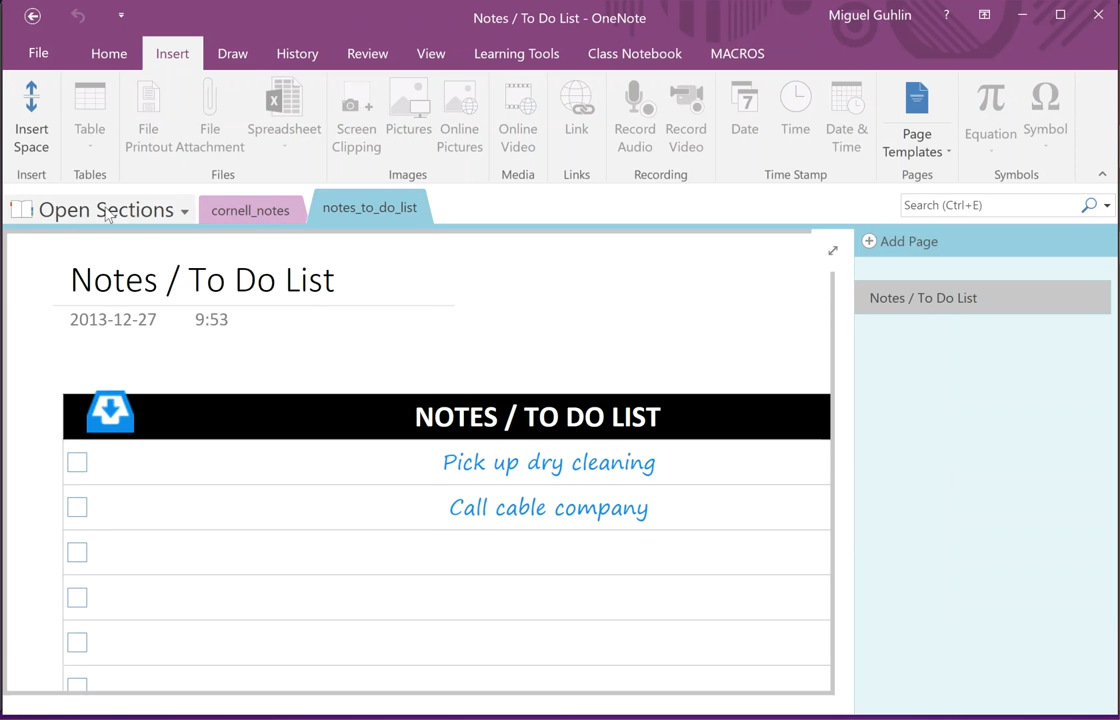 Notes / To Do List - OneNote
Miguel Guhlin
?
File Home Insert Draw History Review View Learning Tools Class Notebook MACROS
Insert Space
Table
File Printout
File Attachment
Spreadsheet
Screen Clipping
Pictures
Online Pictures
Online Video
Link
Record Audio
Record Video
7
Date
Time
Date & Time
Page Templates
π
Equation
Ω
Symbol
Insert Tables Files Images Media Links Recording Time Stamp Pages Symbols
Open Sections cornell_notes notes_to_do_list
Search (Ctrl+E)
Add Page
Notes / To Do List
Notes / To Do List
2013-12-27 9:53
NOTES / TO DO LIST
Pick up dry cleaning
Call cable company